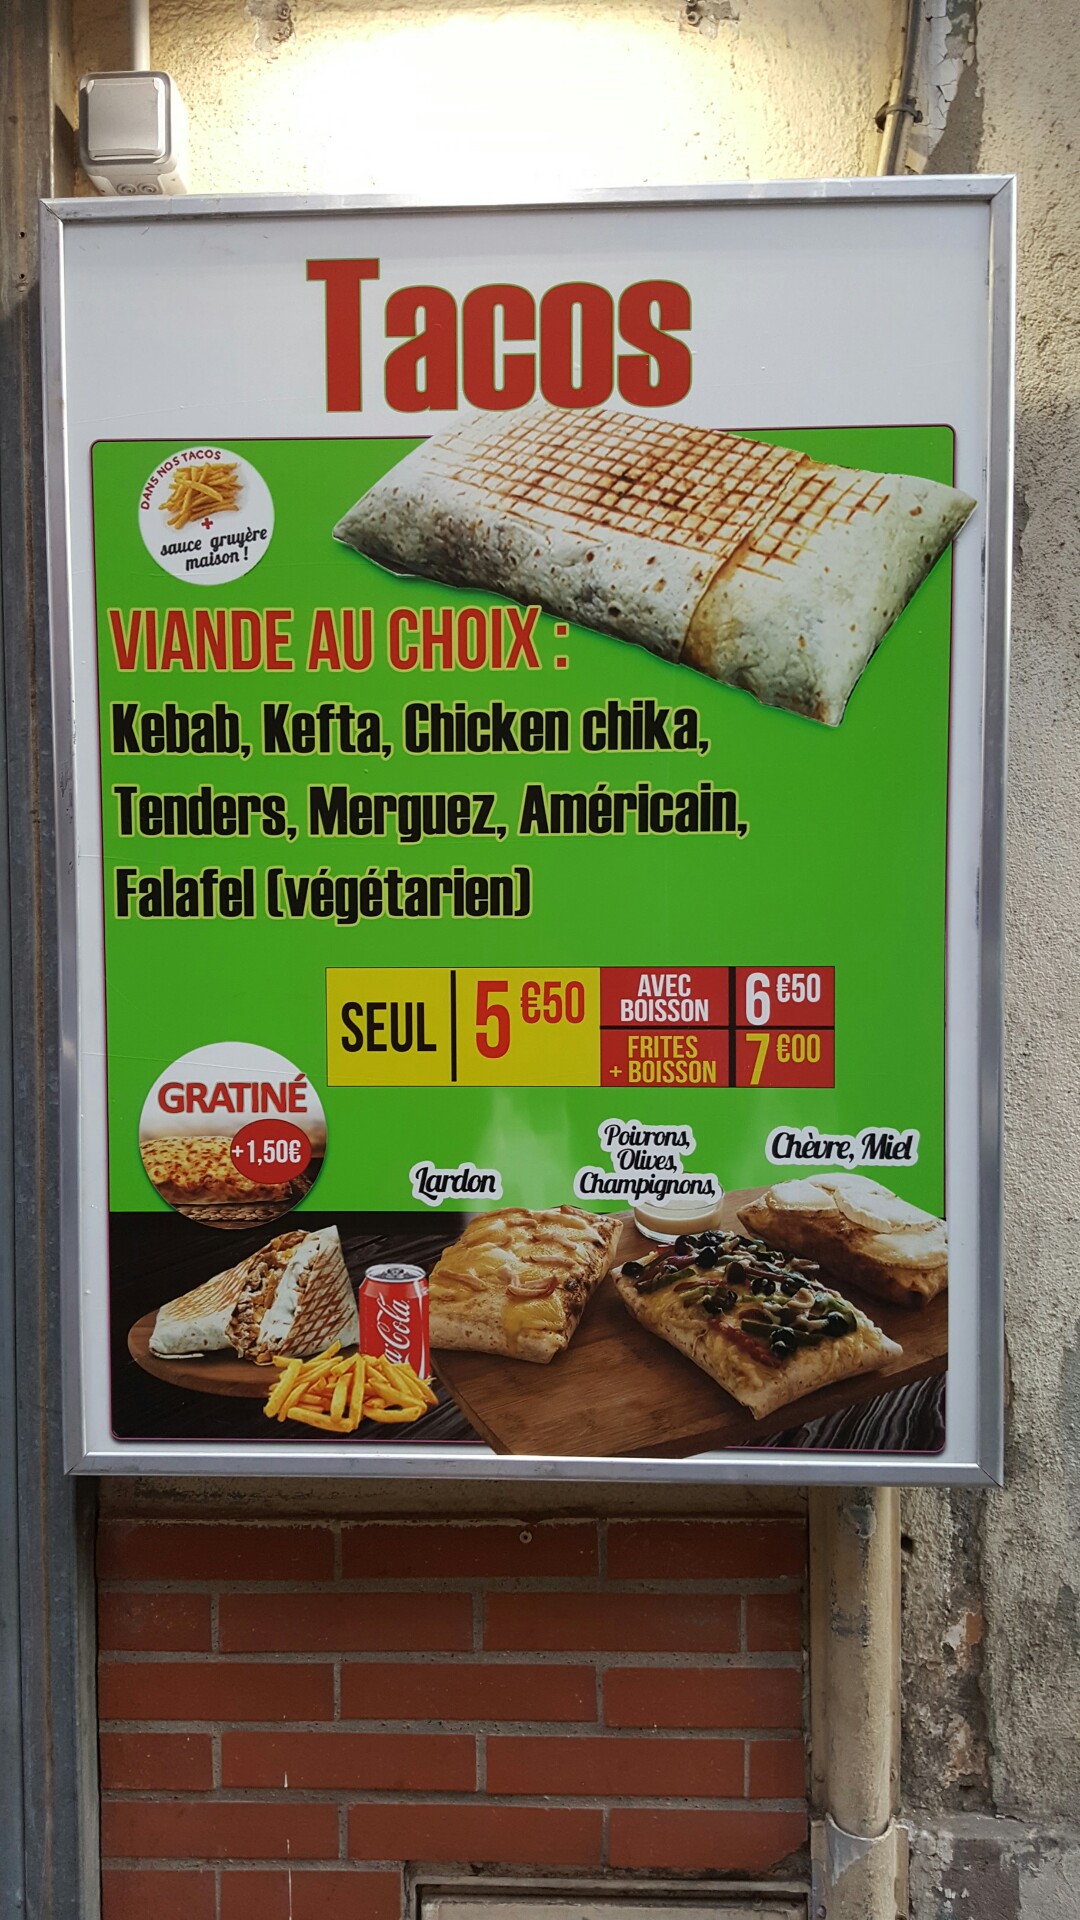 Tacos
DANS NOS TACOS
+
sauce gruyère
maison !
VIANDE AU CHOIX :
Kebab, Kefta, Chicken chika,
Tenders, Merguez, Américain,
Falafel (végétarien)
SEUL 5 €50
AVEC
BOISSON 6 €50
FRITES
+ BOISSON 7 €00
GRATINÉ
+1,50€
Lardon
Poivrons,
Olives,
Champignons,
Chèvre, Miel
a-Cola